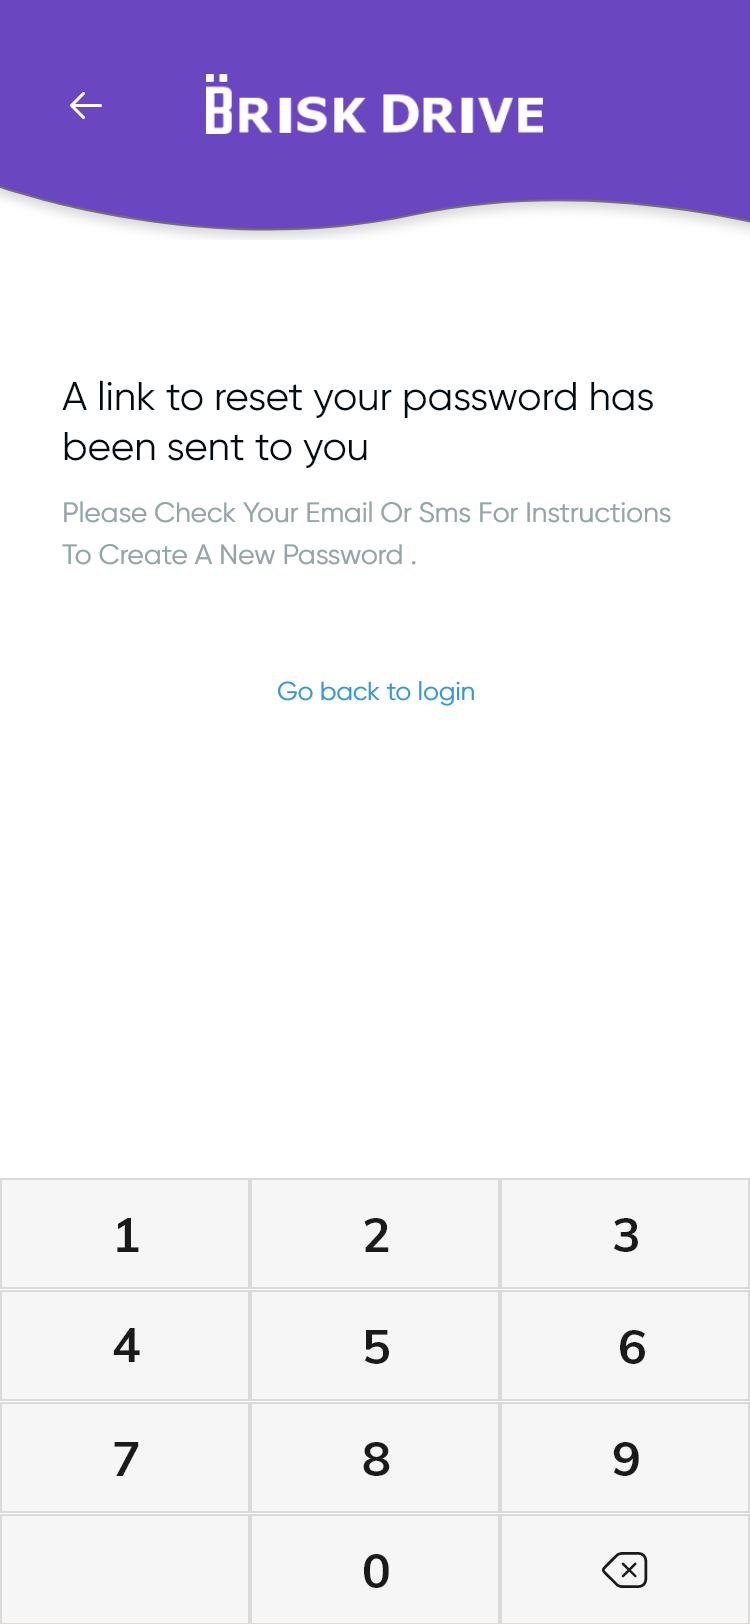 BRISK DRIVE
A link to reset your password has
been sent to you
Please Check Your Email Or Sms For Instructions
To Create A New Password .
Go back to login
1 2 3
4 5 6
7 8 9
0